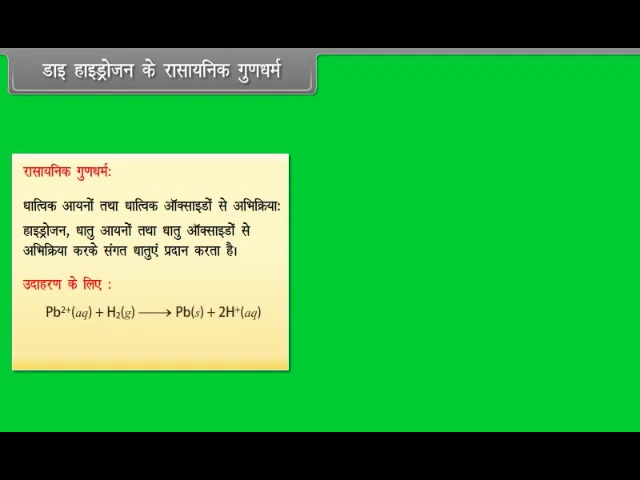 डाइ हाइड्रोजन के रासायनिक गुणधर्म
रासायनिक गुणधर्म:
धात्विक आयनों तथा धात्विक ऑक्साइडों से अभिक्रिया:
हाइड्रोजन, धातु आयनों तथा धातु ऑक्साइडों से
अभिक्रिया करके संगत धातुएं प्रदान करता है।
उदाहरण के लिए :
Pb²⁺(aq) + H₂(g) ⟶ Pb(s) + 2H⁺(aq)